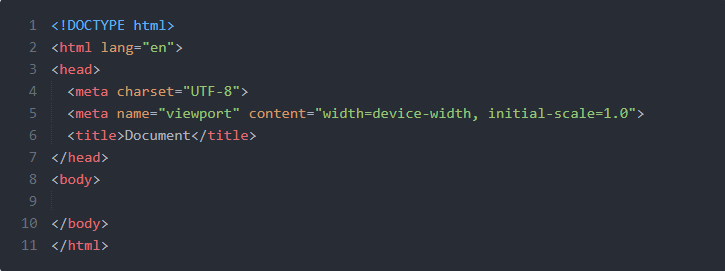 1 <!DOCTYPE html>
2 <html lang="en">
3 <head>
4   <meta charset="UTF-8">
5   <meta name="viewport" content="width=device-width, initial-scale=1.0">
6   <title>Document</title>
7 </head>
8 <body>
9
10 </body>
11 </html>